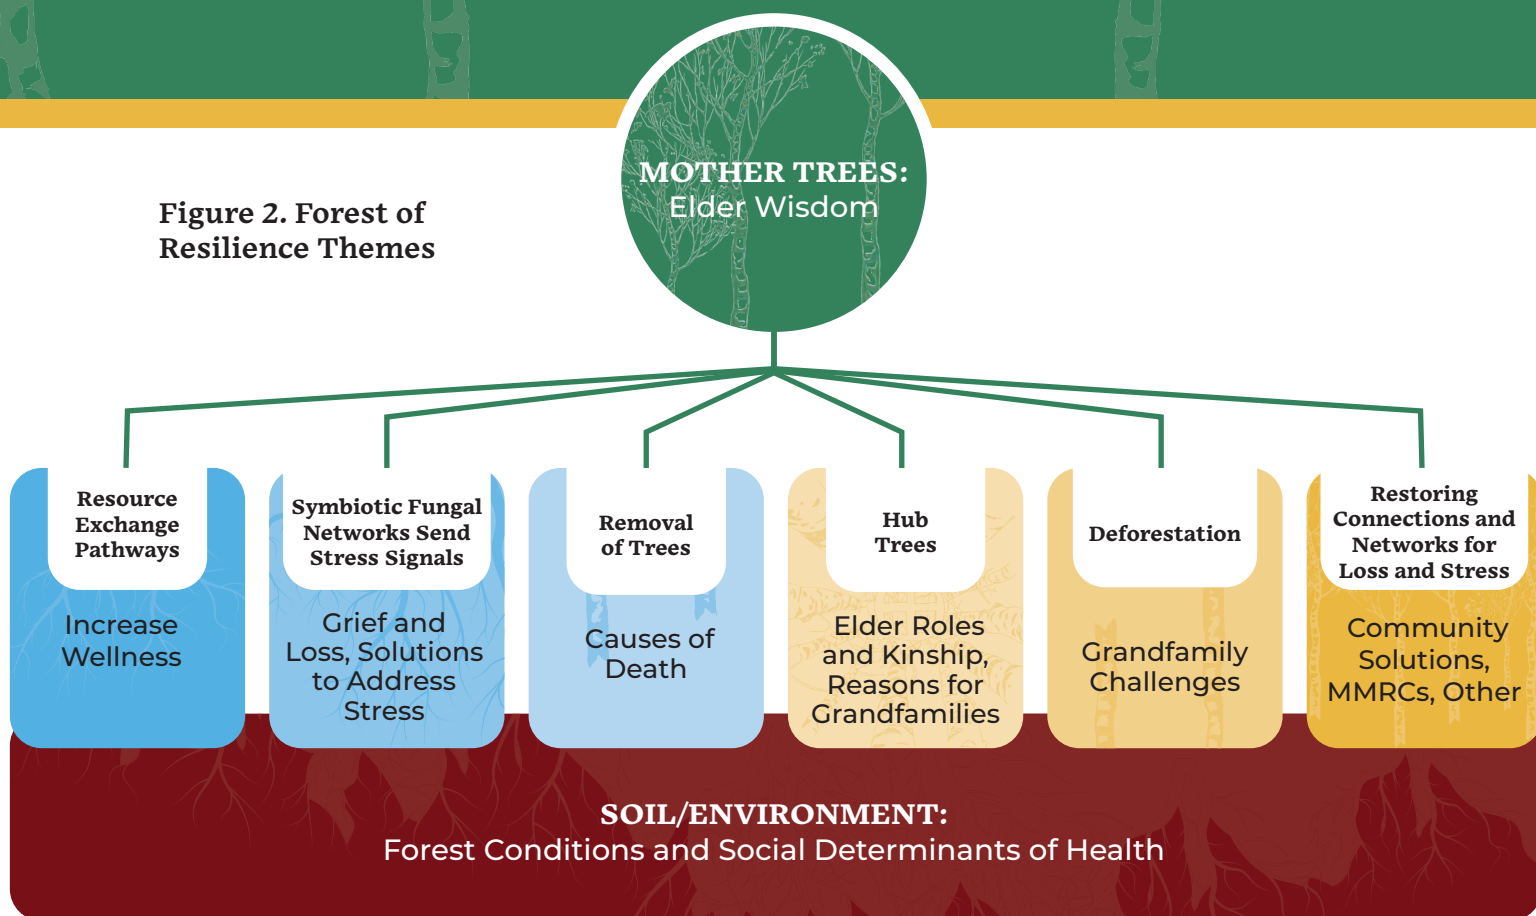 MOTHER TREES:
Elder Wisdom
Figure 2. Forest of
Resilience Themes
Resource
Exchange
Pathways
Increase
Wellness
Symbiotic Fungal
Networks Send
Stress Signals
Grief and
Loss, Solutions
to Address
Stress
Removal
of Trees
Causes of
Death
Hub
Trees
Elder Roles
and Kinship,
Reasons for
Grandfamilies
Deforestation
Grandfamily
Challenges
Restoring
Connections and
Networks for
Loss and Stress
Community
Solutions,
MMRCs, Other
SOIL/ENVIRONMENT:
Forest Conditions and Social Determinants of Health